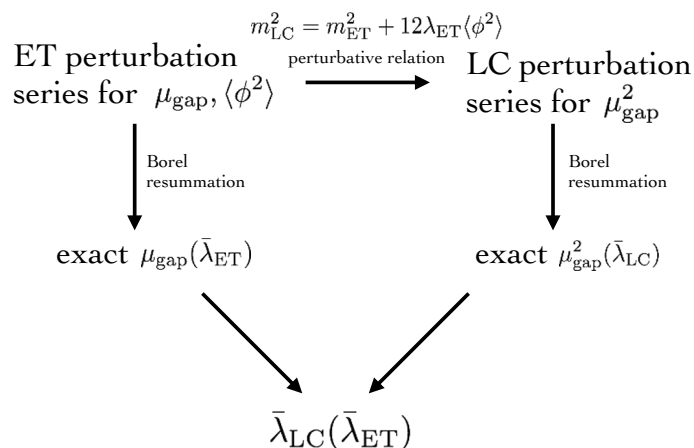 m²_LC = m²_ET + 12λ_ET⟨ϕ²⟩
perturbative relation
ET perturbation
series for μ_gap, ⟨ϕ²⟩
LC perturbation
series for μ²_gap
Borel
resummation
Borel
resummation
exact μ_gap(λ̄_ET)
exact μ²_gap(λ̄_LC)
λ̄_LC(λ̄_ET)